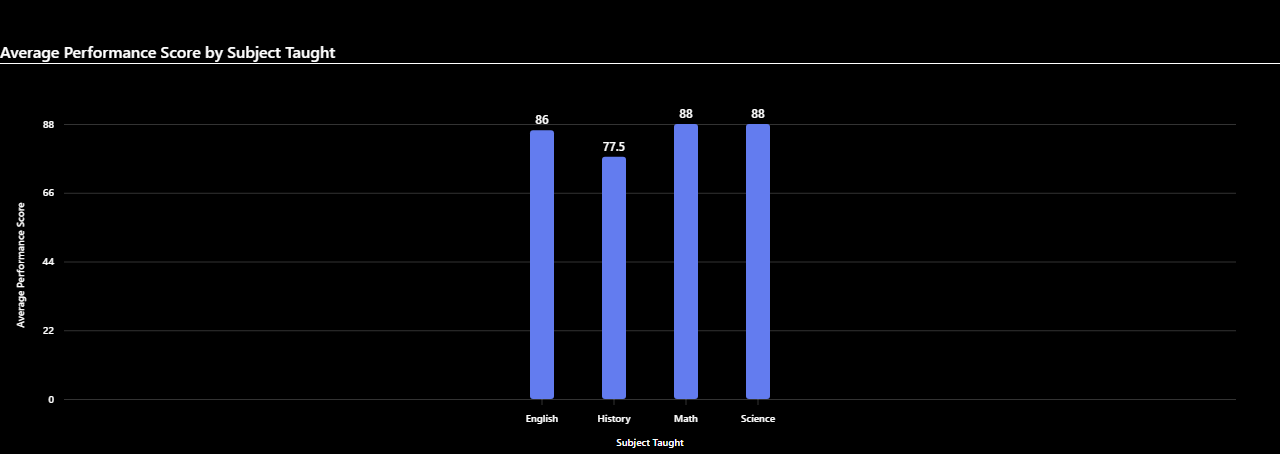 Average Performance Score by Subject Taught
86
77.5
88
88
88
66
44
22
0
Average Performance Score
English
History
Math
Science
Subject Taught